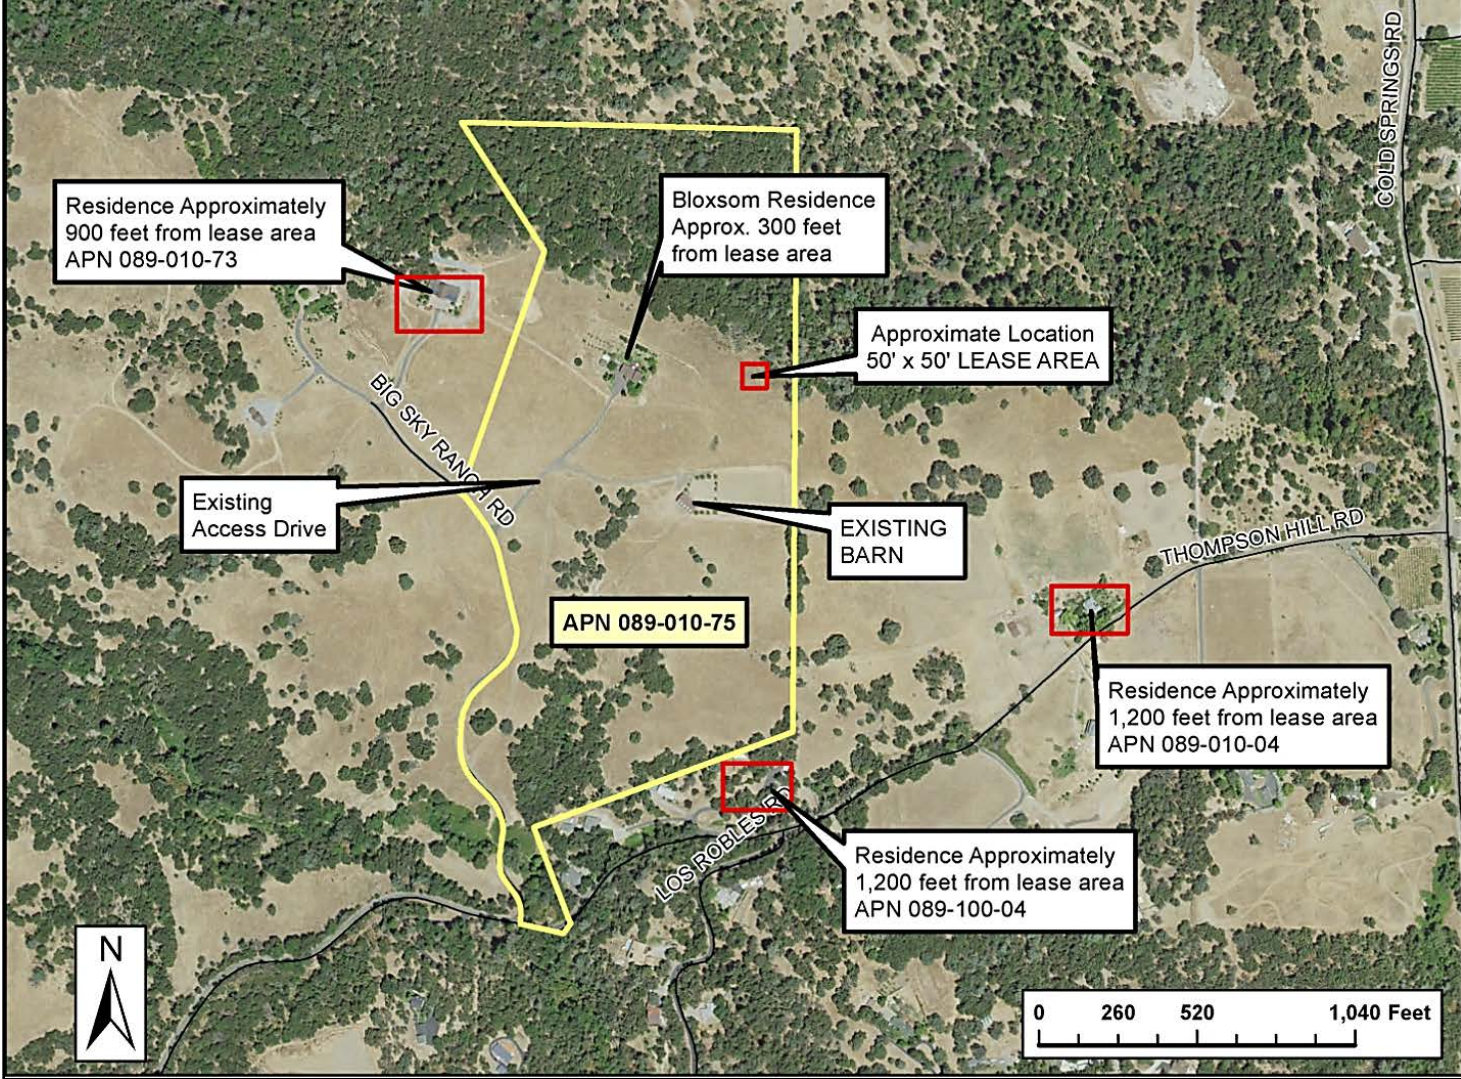 COLD SPRINGS RD
Residence Approximately
900 feet from lease area
APN 089-010-73
Bloxsom Residence
Approx. 300 feet
from lease area
Approximate Location
50' x 50' LEASE AREA
BIG SKY RANCH RD
Existing
Access Drive
EXISTING
BARN
THOMPSON HILL RD
APN 089-010-75
Residence Approximately
1,200 feet from lease area
APN 089-010-04
LOS ROBLES RD
Residence Approximately
1,200 feet from lease area
APN 089-100-04
N
0 260 520 1,040 Feet